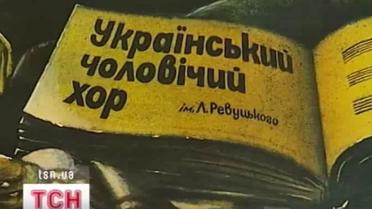 Український
чоловічий
хор
ім. Л. Ревуцького
tsn.ua
ТСН